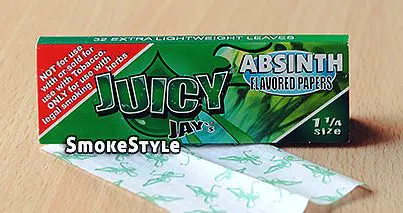 32 EXTRA LIGHTWEIGHT LEAVES
NOT for use
with or sold for
use with Tobacco.
ONLY for use with
legal smoking herbs
JUICY
JAY's
ABSINTH
FLAVORED PAPERS
1 1/4
SIZE
SMOKESTYLE